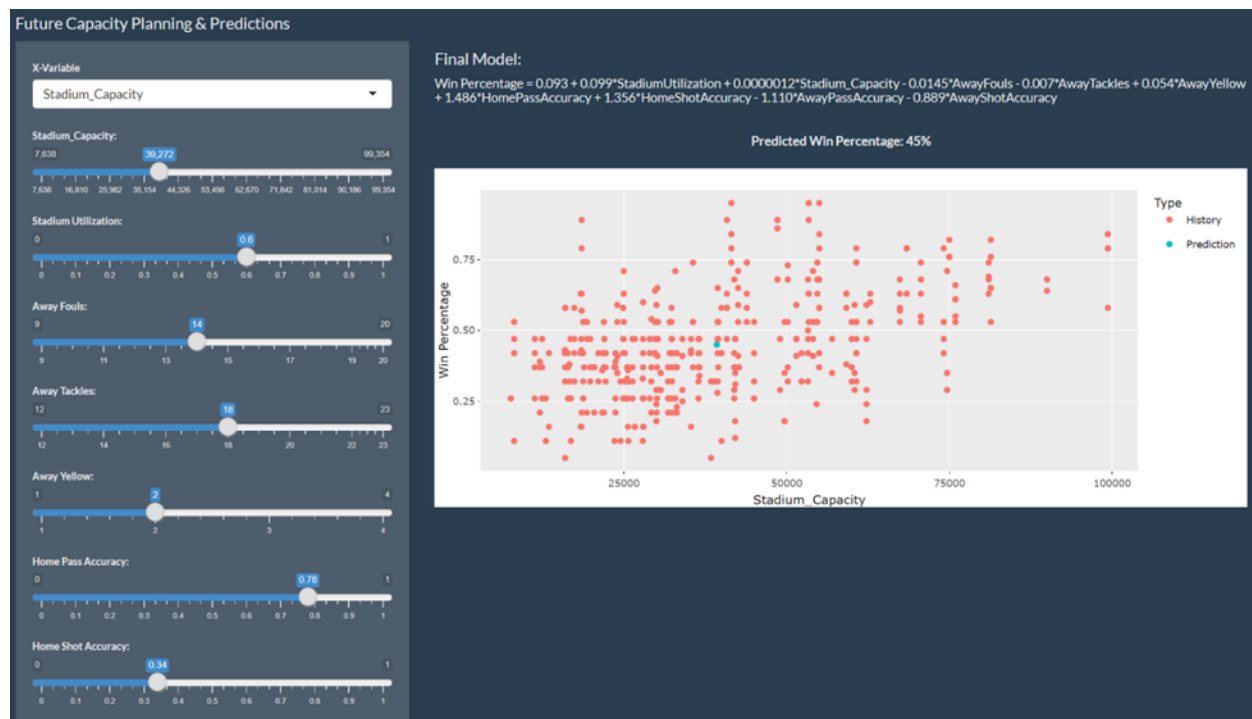 Future Capacity Planning & Predictions
X-Variable
Stadium_Capacity
Stadium_Capacity:
7,638 39,272 99,354
7,638 16,810 25,982 35,154 44,326 53,498 62,670 71,842 81,014 90,186 99,354
Stadium Utilization:
0 0.6 1
0 0.1 0.2 0.3 0.4 0.5 0.6 0.7 0.8 0.9 1
Away Fouls:
9 14 20
9 11 13 15 17 19 20
Away Tackles:
12 18 23
12 14 16 18 20 22 23
Away Yellow:
1 2 4
1 2 3 4
Home Pass Accuracy:
0 0.78 1
0 0.1 0.2 0.3 0.4 0.5 0.6 0.7 0.8 0.9 1
Home Shot Accuracy:
0 0.34 1
0 0.1 0.2 0.3 0.4 0.5 0.6 0.7 0.8 0.9 1
Final Model:
Win Percentage = 0.093 + 0.099*StadiumUtilization + 0.0000012*Stadium_Capacity - 0.0145*AwayFouls - 0.007*AwayTackles + 0.054*AwayYellow
+ 1.486*HomePassAccuracy + 1.356*HomeShotAccuracy - 1.110*AwayPassAccuracy - 0.889*AwayShotAccuracy
Predicted Win Percentage: 45%
Win Percentage
0.75
0.50
0.25
25000 50000 75000 100000
Stadium_Capacity
Type
History
Prediction